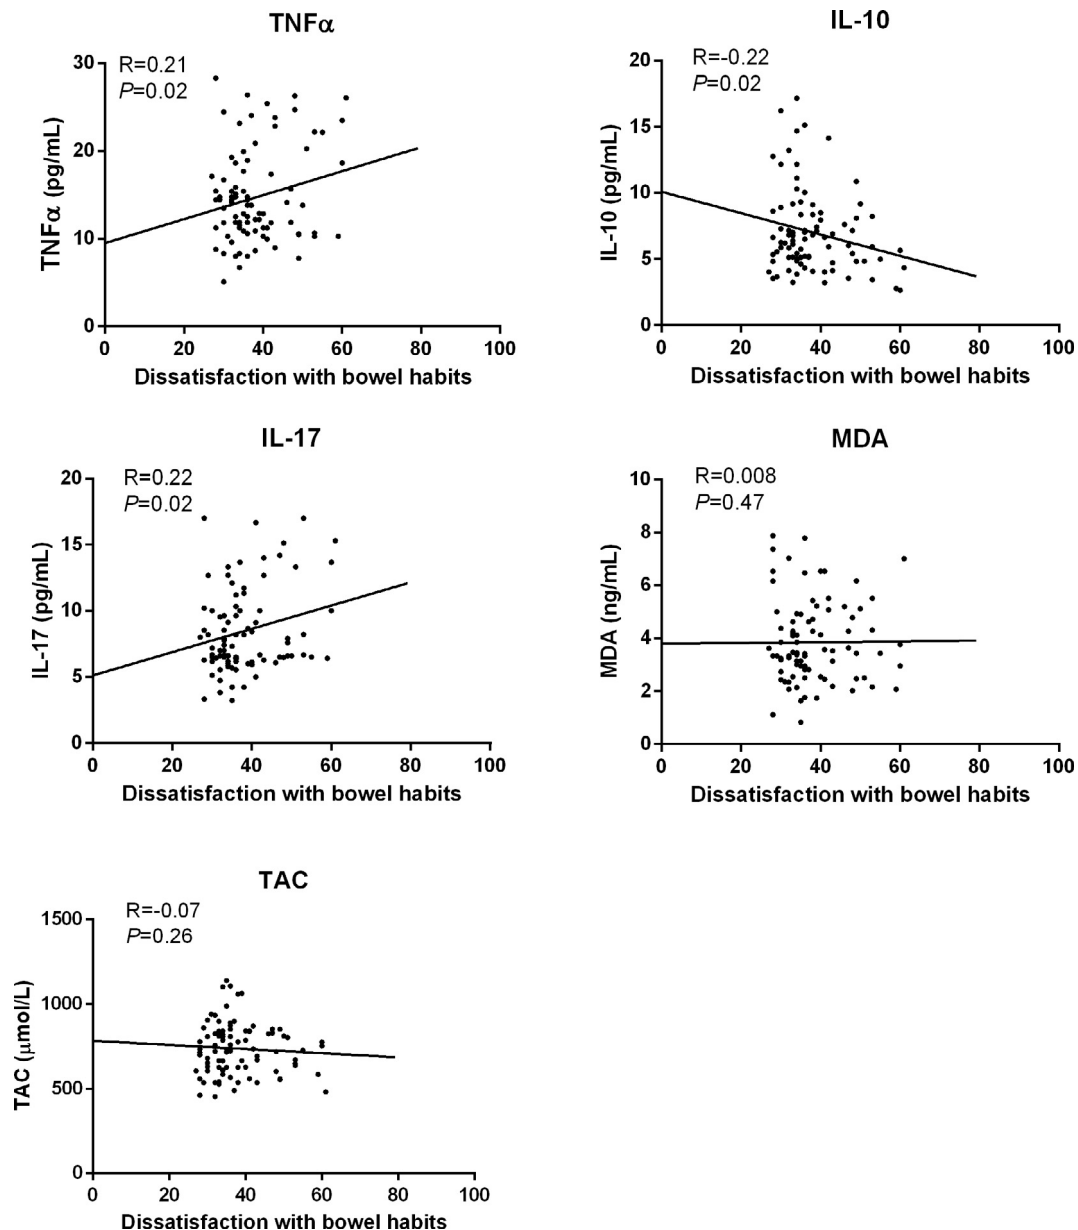 TNFα
R=0.21
P=0.02
TNFα (pg/mL)
30
20
10
0
0 20 40 60 80 100
Dissatisfaction with bowel habits
IL-10
R=-0.22
P=0.02
IL-10 (pg/mL)
20
15
10
5
0
0 20 40 60 80 100
Dissatisfaction with bowel habits
IL-17
R=0.22
P=0.02
IL-17 (pg/mL)
20
15
10
5
0
0 20 40 60 80 100
Dissatisfaction with bowel habits
MDA
R=0.008
P=0.47
MDA (ng/mL)
10
8
6
4
2
0
0 20 40 60 80 100
Dissatisfaction with bowel habits
TAC
R=-0.07
P=0.26
TAC (μmol/L)
1500
1000
500
0
0 20 40 60 80 100
Dissatisfaction with bowel habits